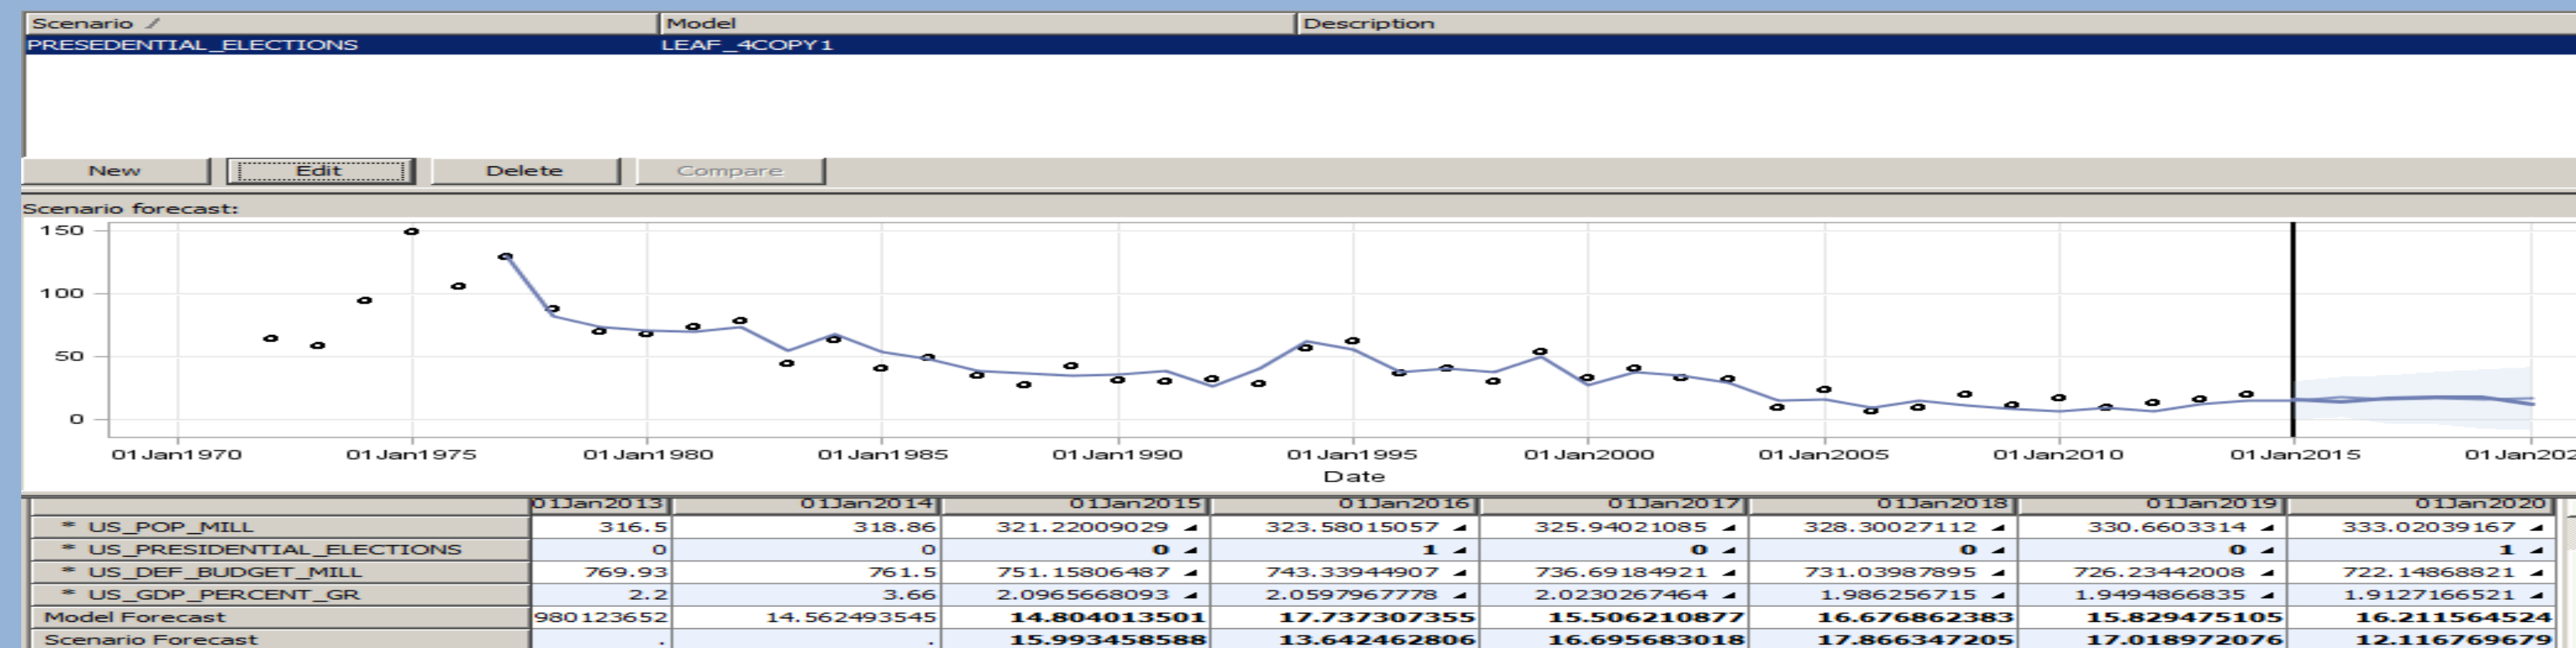 Scenario Model Description
PRESEDENTIAL_ELECTIONS LEAF_4COPY1
New Edit Delete Compare
Scenario forecast:
150
100
50
0
01Jan1970 01Jan1975 01Jan1980 01Jan1985 01Jan1990 01Jan1995 01Jan2000 01Jan2005 01Jan2010 01Jan2015 01Jan202
Date
01Jan2013 01Jan2014 01Jan2015 01Jan2016 01Jan2017 01Jan2018 01Jan2019 01Jan2020
* US_POP_MILL 316.5 318.86 321.22009029 323.58015057 325.94021085 328.30027112 330.6603314 333.02039167
* US_PRESIDENTIAL_ELECTIONS 0 0 0 1 0 0 0 1
* US_DEF_BUDGET_MILL 769.93 761.5 751.15806487 743.33944907 736.69184921 731.03987895 726.23442008 722.14868821
* US_GDP_PERCENT_GR 2.2 3.66 2.0965668093 2.0597967778 2.0230267464 1.986256715 1.9494866835 1.9127166521
Model Forecast 980123652 14.562493545 14.804013501 17.737307355 15.506210877 16.676862383 15.829475105 16.211564524
Scenario Forecast . . 15.993458588 13.642462806 16.695683018 17.866347205 17.018972076 12.116769679